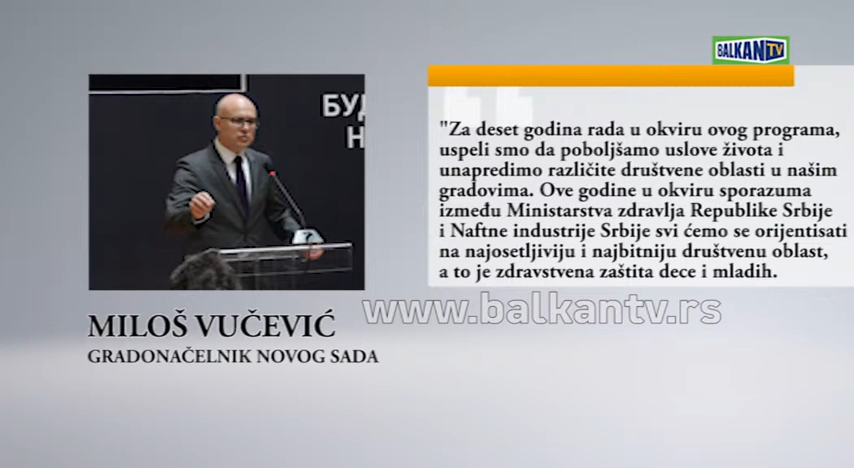 BALKAN TV
БУД
Н
"Za deset godina rada u okviru ovog programa,
uspeli smo da poboljšamo uslove života i
unapredimo različite društvene oblasti u našim
gradovima. Ove godine u okviru sporazuma
između Ministarstva zdravlja Republike Srbije
i Naftne industrije Srbije svi ćemo se orijentisati
na najosetljiviju i najbitniju društvenu oblast,
a to je zdravstvena zaštita dece i mladih.
www.balkantv.rs
MILOŠ VUČEVIĆ
GRADONAČELNIK NOVOG SADA